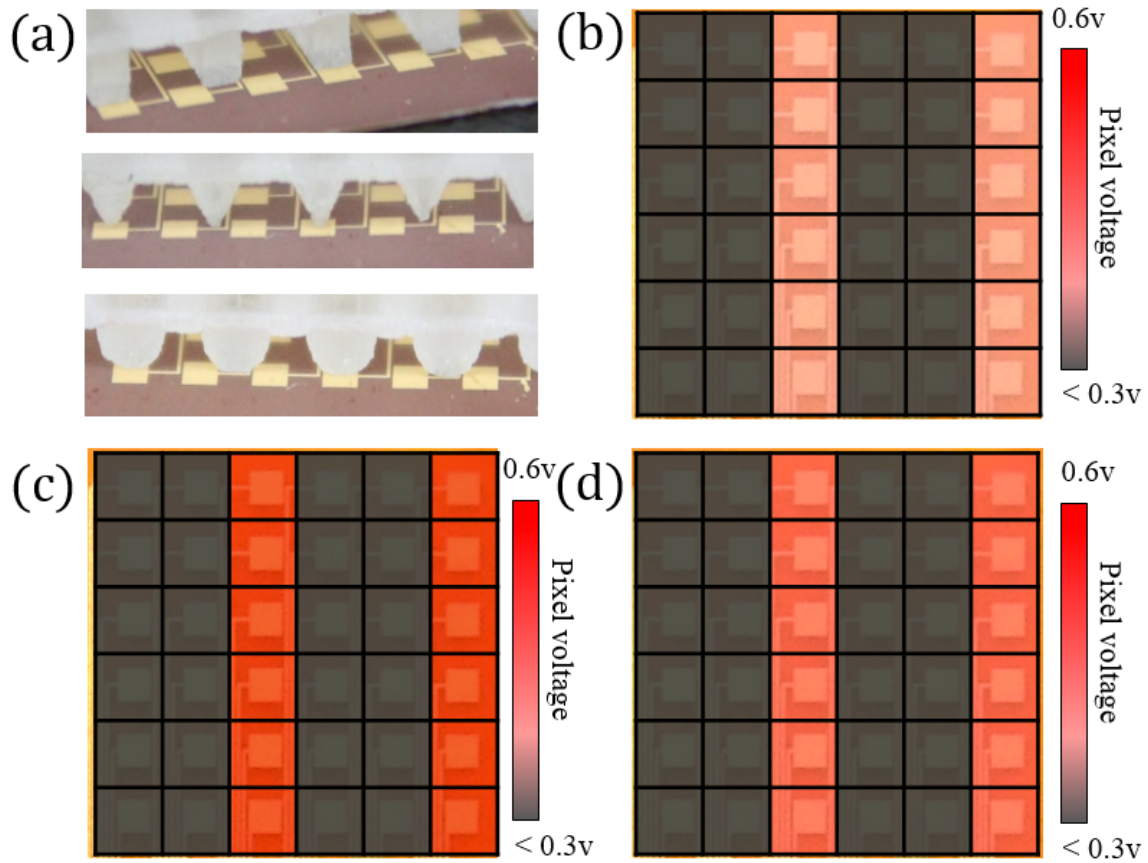 (a)
(b)
0.6v
Pixel voltage
< 0.3v
(c)
0.6v
Pixel voltage
< 0.3v
(d)
0.6v
Pixel voltage
< 0.3v